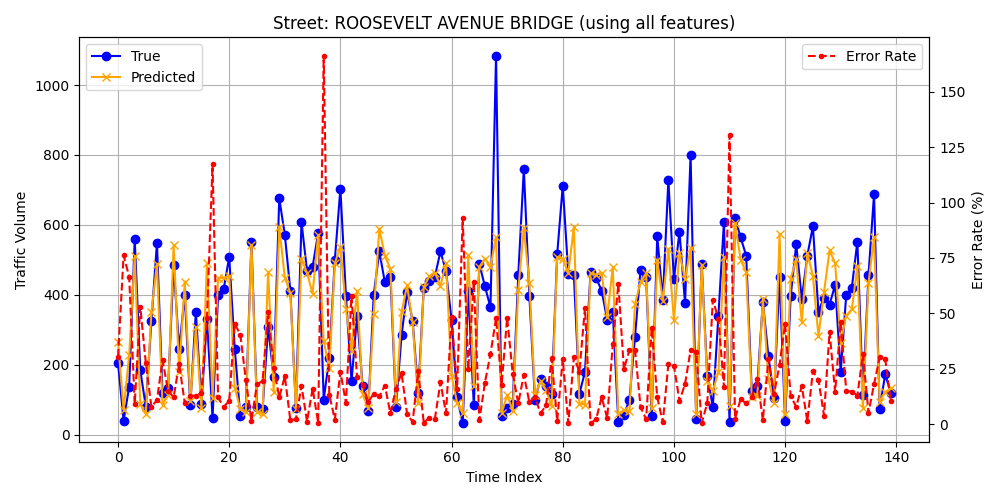 Street: ROOSEVELT AVENUE BRIDGE (using all features)
True
Predicted
Error Rate
Traffic Volume
1000
800
600
400
200
0
150
125
100
75
50
25
0
Error Rate (%)
0 20 40 60 80 100 120 140
Time Index